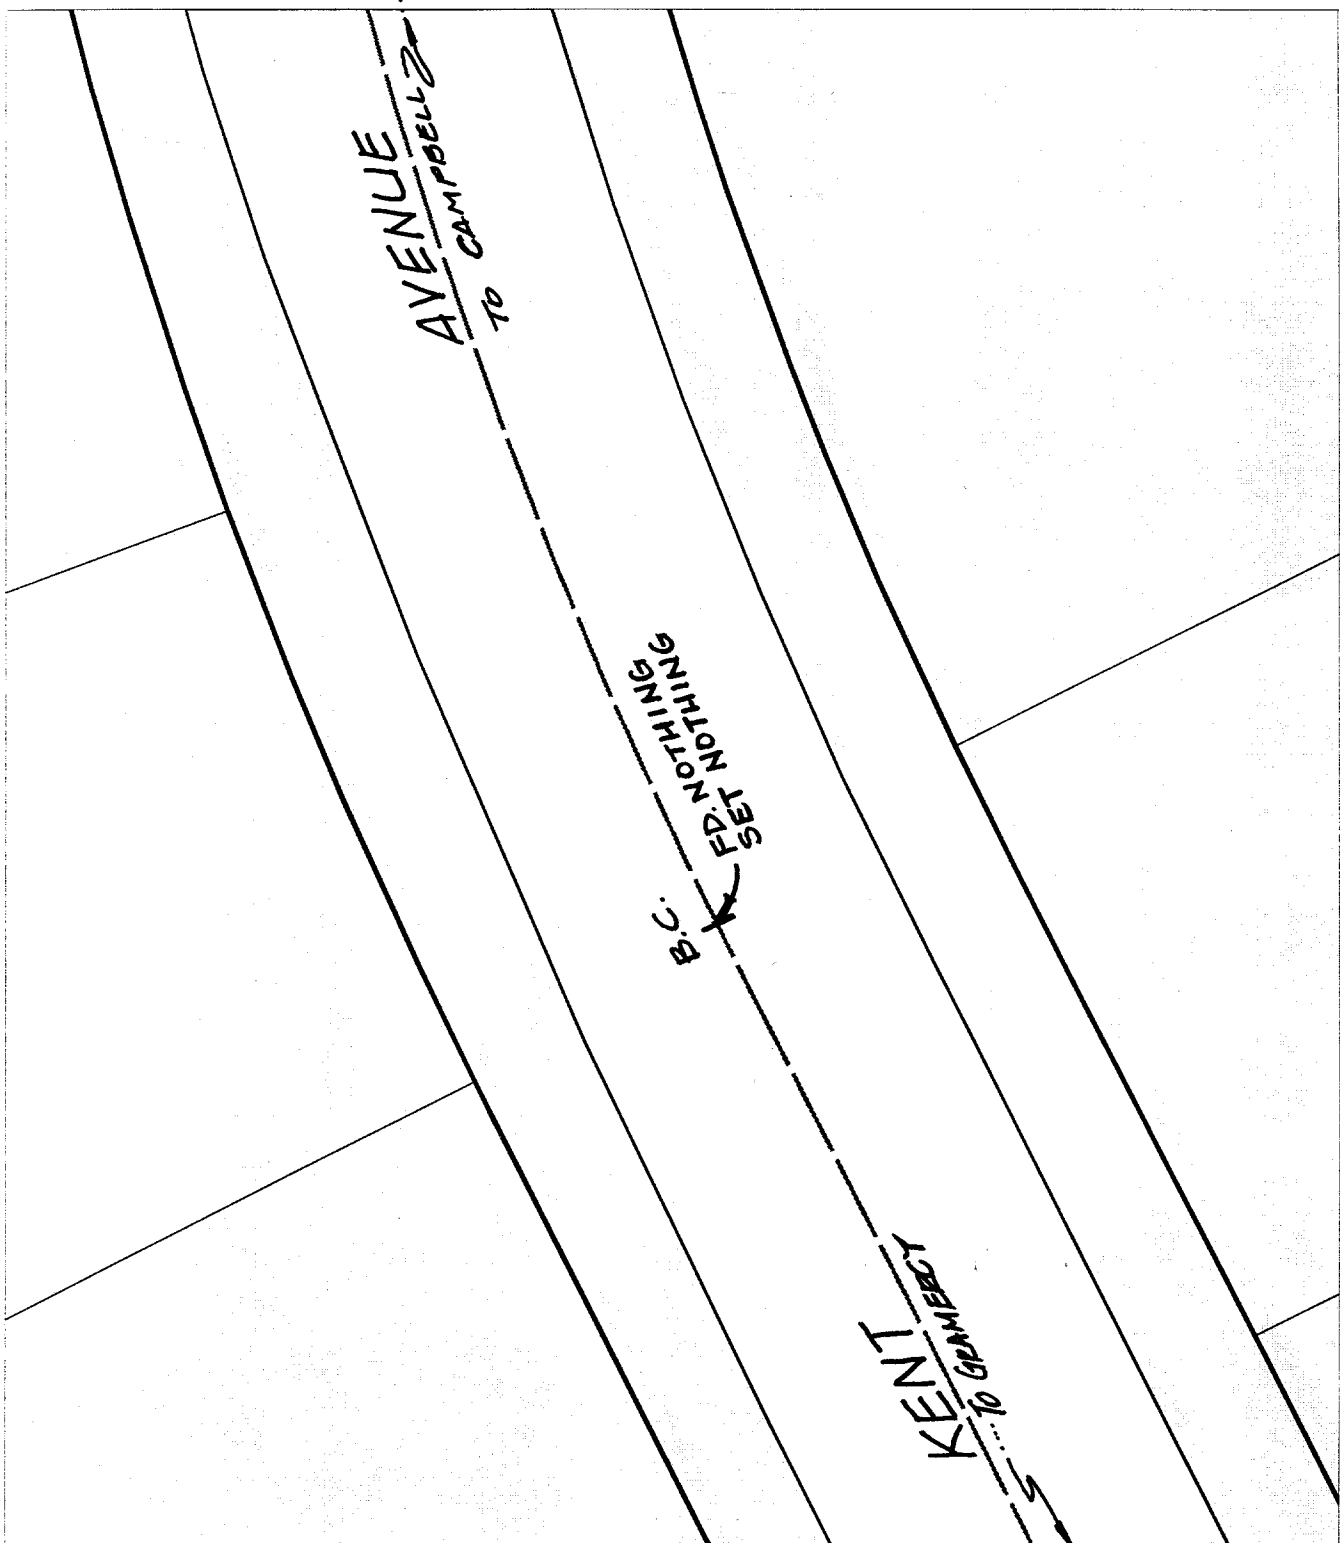 KENT AVENUE
TO CAMPBELL
FD. NOTHING
SET NOTHING
B.C.
TO GRAMERCY